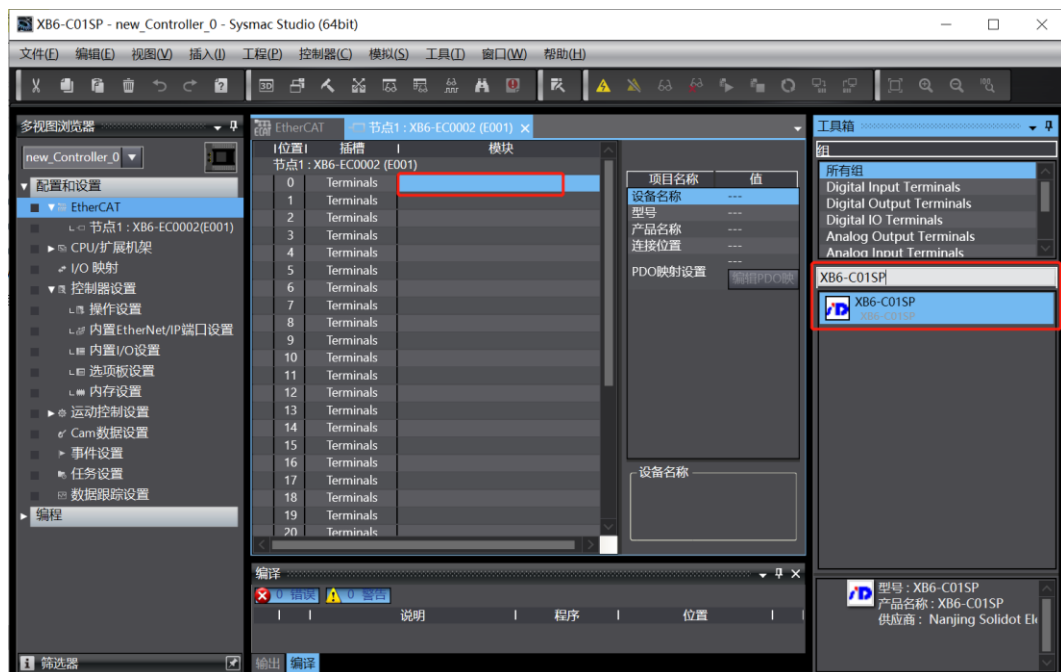 XB6-C01SP - new_Controller_0 - Sysmac Studio (64bit)
文件(F) 编辑(E) 视图(V) 插入(I) 工程(P) 控制器(C) 模拟(S) 工具(T) 窗口(W) 帮助(H)
多视图浏览器
new_Controller_0
配置和设置
EtherCAT
节点1 : XB6-EC0002(E001)
CPU/扩展机架
I/O 映射
控制器设置
操作设置
内置EtherNet/IP端口设置
内置I/O设置
选项板设置
内存设置
运动控制设置
Cam数据设置
事件设置
任务设置
数据跟踪设置
编程
筛选器
EtherCAT 节点1 : XB6-EC0002 (E001)
位置 插槽 模块
节点1 : XB6-EC0002 (E001)
0 Terminals
1 Terminals
2 Terminals
3 Terminals
4 Terminals
5 Terminals
6 Terminals
7 Terminals
8 Terminals
9 Terminals
10 Terminals
11 Terminals
12 Terminals
13 Terminals
14 Terminals
15 Terminals
16 Terminals
17 Terminals
18 Terminals
19 Terminals
20 Terminals
项目名称 值
设备名称 ---
型号 ---
产品名称 ---
连接位置 ---
---
PDO映射设置 编辑PDO映
设备名称
编译
0 错误 0 警告
说明 程序 位置
输出 编译
工具箱
组
所有组
Digital Input Terminals
Digital Output Terminals
Digital IO Terminals
Analog Output Terminals
Analog Input Terminals
XB6-C01SP
XB6-C01SP
XB6-C01SP
型号 : XB6-C01SP
产品名称 : XB6-C01SP
供应商 : Nanjing Solidot Ele